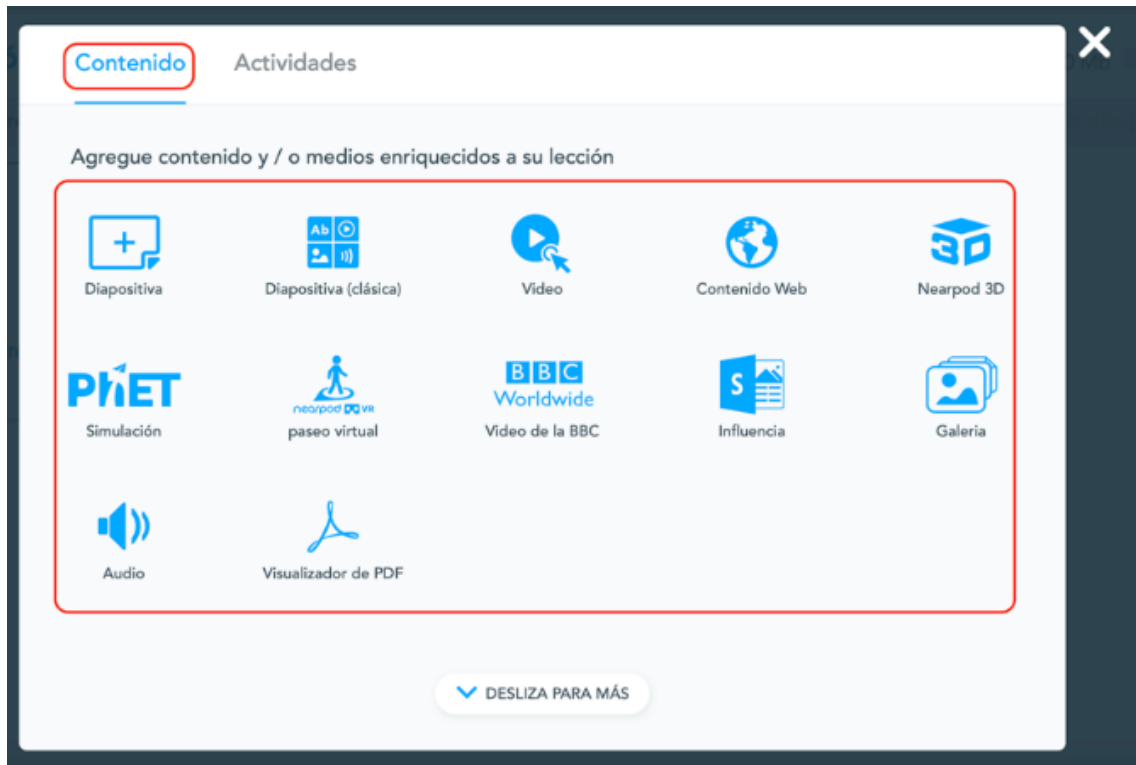 Contenido Actividades
Agregue contenido y / o medios enriquecidos a su lección
Ab
3D
Diapositiva Diapositiva (clásica) Video Contenido Web Nearpod 3D
PhET nearpod VR BBC Worldwide S
Simulación paseo virtual Video de la BBC Influencia Galeria
Audio Visualizador de PDF
DESLIZA PARA MÁS